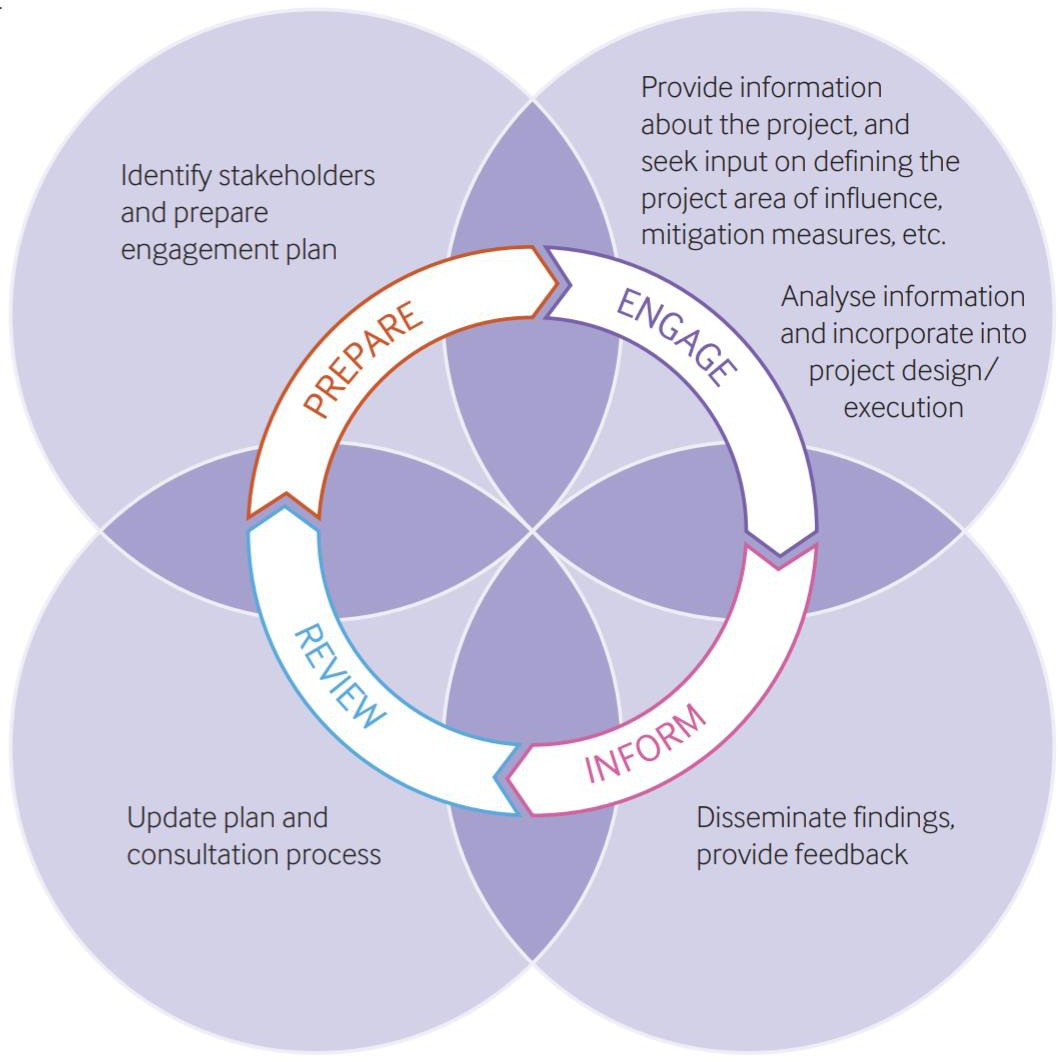 Identify stakeholders
and prepare
engagement plan
Provide information
about the project, and
seek input on defining the
project area of influence,
mitigation measures, etc.
Analyse information
and incorporate into
project design/
execution
PREPARE
ENGAGE
REVIEW
INFORM
Update plan and
consultation process
Disseminate findings,
provide feedback